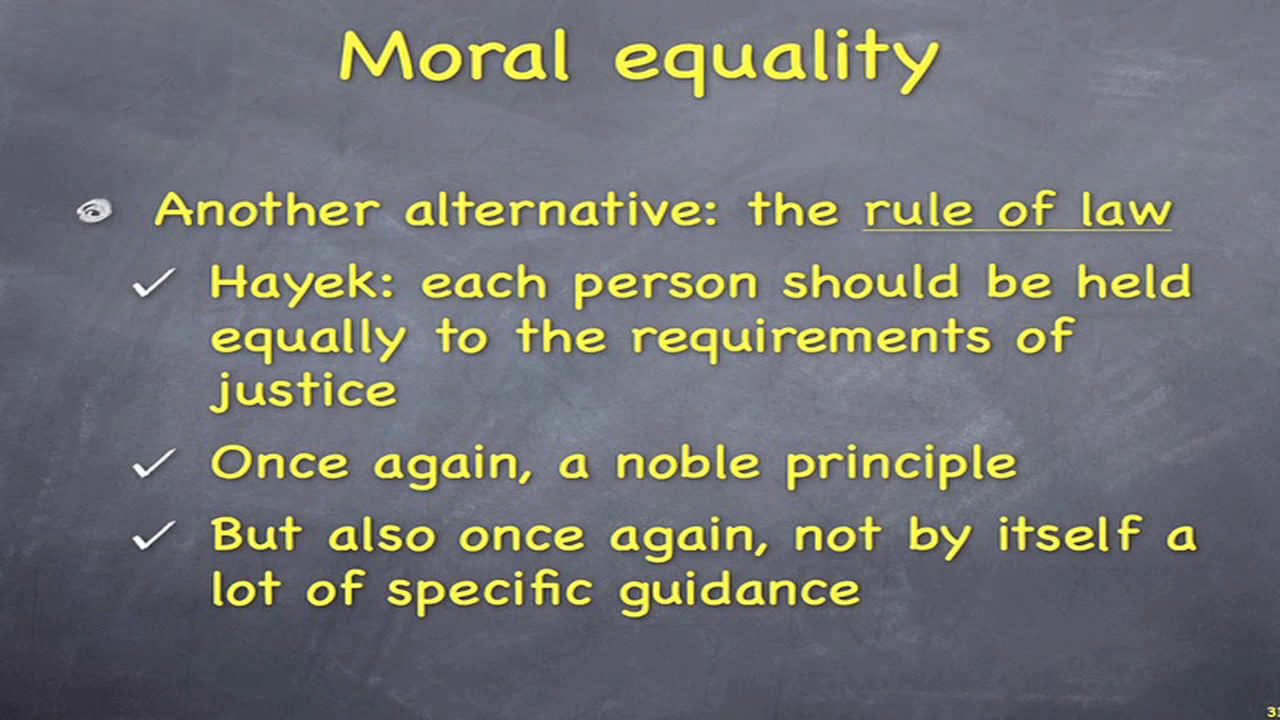 Moral equality
Another alternative: the rule of law
Hayek: each person should be held
equally to the requirements of
justice
Once again, a noble principle
But also once again, not by itself a
lot of specific guidance